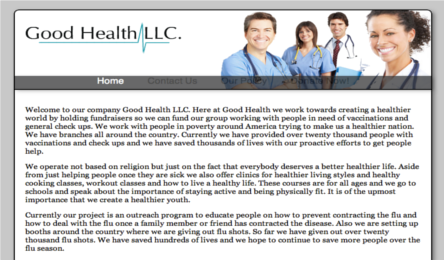 Good Health LLC.
Home Contact Us Our Policy
Welcome to our company Good Health LLC. Here at Good Health we work towards creating a healthier
world by holding fundraisers so we can fund our group working with people in need of vaccinations and
general check ups. We work with people in poverty around America trying to make us a healthier nation.
We have branches all around the country. Currently we have provided over twenty thousand people with
vaccinations and check ups and we have saved thousands of lives with our proactive efforts to get people
help.
We operate not based on religion but just on the fact that everybody deserves a better healthier life. Aside
from just helping people once they are sick we also offer clinics for healthier living styles and healthy
cooking classes, workout classes and how to live a healthy life. These courses are for all ages and we go to
schools and speak about the importance of staying active and being physically fit. It is of the upmost
importance that we create a healthier youth.
Currently our project is an outreach program to educate people on how to prevent contracting the flu and
how to deal with the flu once a family member or friend has contracted the disease. Also we are setting up
booths around the country where we are giving out flu shots. So far we have given out over twenty
thousand flu shots. We have saved hundreds of lives and we hope to continue to save more people over the
flu season.